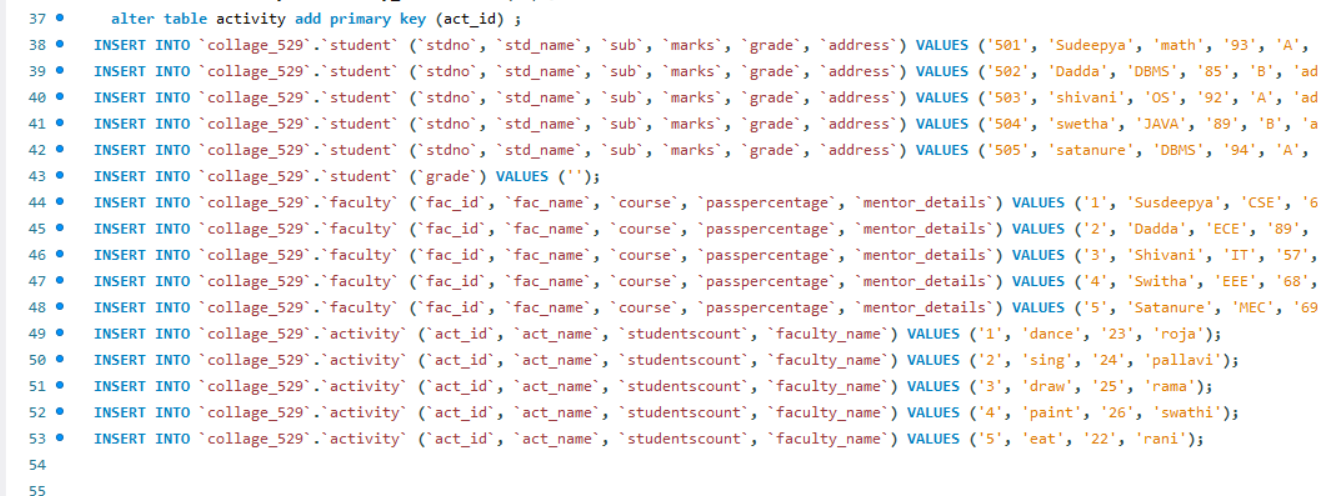 37 alter table activity add primary key (act_id) ;
38 INSERT INTO `collage_529`.`student` (`stdno`, `std_name`, `sub`, `marks`, `grade`, `address`) VALUES ('501', 'Sudeepya', 'math', '93', 'A',
39 INSERT INTO `collage_529`.`student` (`stdno`, `std_name`, `sub`, `marks`, `grade`, `address`) VALUES ('502', 'Dadda', 'DBMS', '85', 'B', 'ad
40 INSERT INTO `collage_529`.`student` (`stdno`, `std_name`, `sub`, `marks`, `grade`, `address`) VALUES ('503', 'shivani', 'OS', '92', 'A', 'ad
41 INSERT INTO `collage_529`.`student` (`stdno`, `std_name`, `sub`, `marks`, `grade`, `address`) VALUES ('504', 'swetha', 'JAVA', '89', 'B', 'a
42 INSERT INTO `collage_529`.`student` (`stdno`, `std_name`, `sub`, `marks`, `grade`, `address`) VALUES ('505', 'satanure', 'DBMS', '94', 'A',
43 INSERT INTO `collage_529`.`student` (`grade`) VALUES ('');
44 INSERT INTO `collage_529`.`faculty` (`fac_id`, `fac_name`, `course`, `passpercentage`, `mentor_details`) VALUES ('1', 'Susdeepya', 'CSE', '6
45 INSERT INTO `collage_529`.`faculty` (`fac_id`, `fac_name`, `course`, `passpercentage`, `mentor_details`) VALUES ('2', 'Dadda', 'ECE', '89',
46 INSERT INTO `collage_529`.`faculty` (`fac_id`, `fac_name`, `course`, `passpercentage`, `mentor_details`) VALUES ('3', 'Shivani', 'IT', '57',
47 INSERT INTO `collage_529`.`faculty` (`fac_id`, `fac_name`, `course`, `passpercentage`, `mentor_details`) VALUES ('4', 'Switha', 'EEE', '68',
48 INSERT INTO `collage_529`.`faculty` (`fac_id`, `fac_name`, `course`, `passpercentage`, `mentor_details`) VALUES ('5', 'Satanure', 'MEC', '69
49 INSERT INTO `collage_529`.`activity` (`act_id`, `act_name`, `studentscount`, `faculty_name`) VALUES ('1', 'dance', '23', 'roja');
50 INSERT INTO `collage_529`.`activity` (`act_id`, `act_name`, `studentscount`, `faculty_name`) VALUES ('2', 'sing', '24', 'pallavi');
51 INSERT INTO `collage_529`.`activity` (`act_id`, `act_name`, `studentscount`, `faculty_name`) VALUES ('3', 'draw', '25', 'rama');
52 INSERT INTO `collage_529`.`activity` (`act_id`, `act_name`, `studentscount`, `faculty_name`) VALUES ('4', 'paint', '26', 'swathi');
53 INSERT INTO `collage_529`.`activity` (`act_id`, `act_name`, `studentscount`, `faculty_name`) VALUES ('5', 'eat', '22', 'rani');
54
55